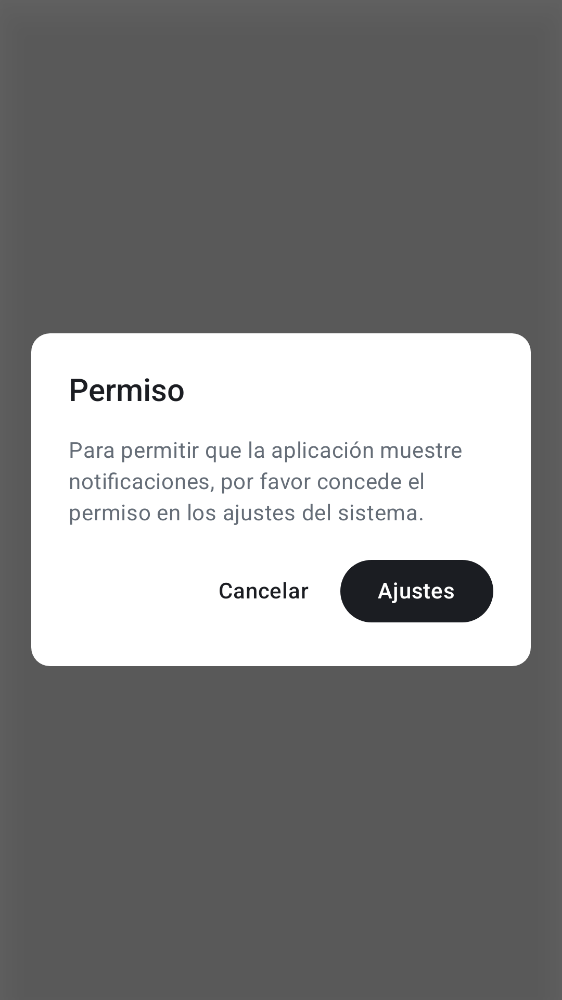 Permiso
Para permitir que la aplicación muestre
notificaciones, por favor concede el
permiso en los ajustes del sistema.
Cancelar
Ajustes